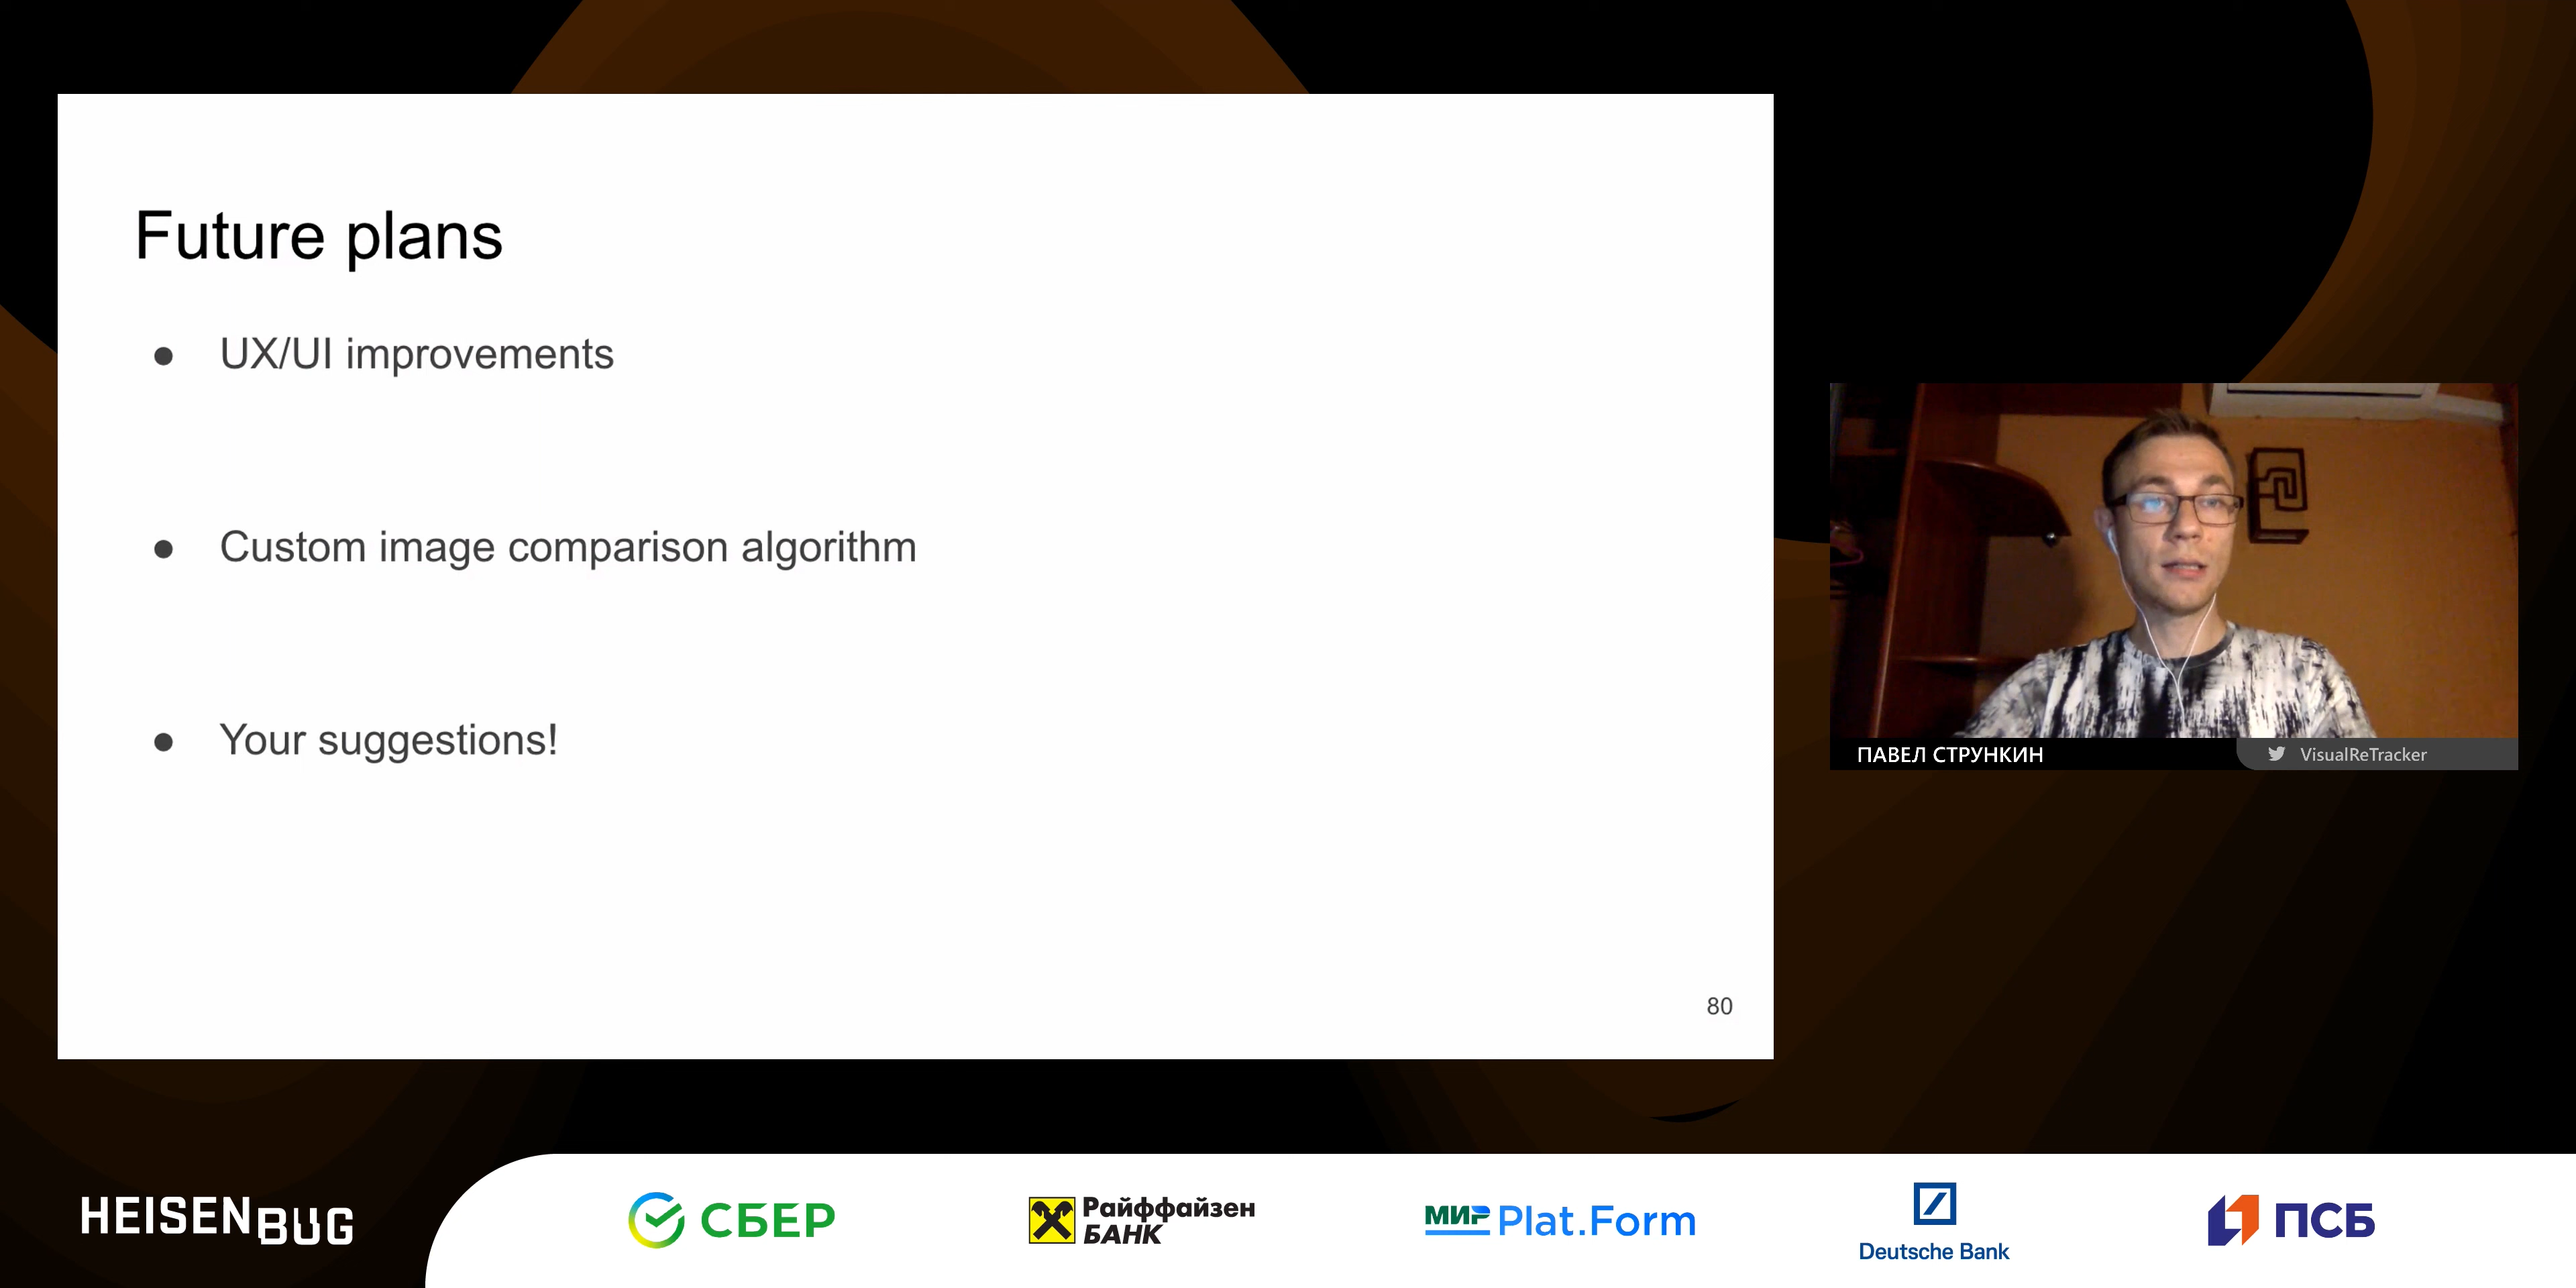 Future plans
● UX/UI improvements
● Custom image comparison algorithm
● Your suggestions!
80
ПАВЕЛ СТРУНКИН
VisualReTracker
HEISENBUG
СБЕР
Райффайзен
БАНК
МИР Plat.Form
Deutsche Bank
ПСБ